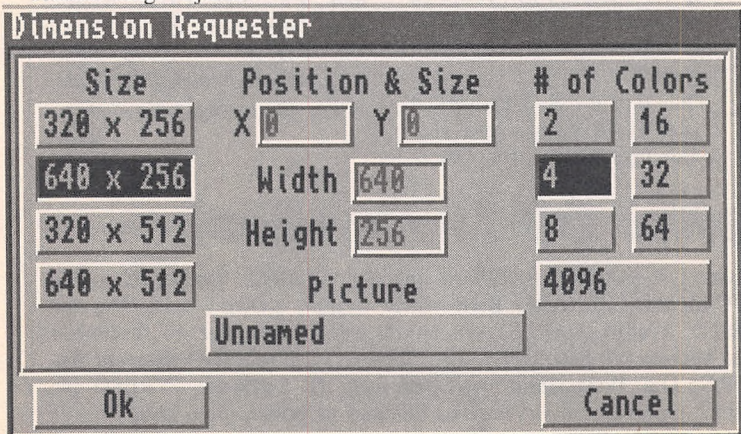 Dimension Requester
Size Position & Size # of Colors
320 x 256 X 0 Y 0 2 16
640 x 256 Width 640 4 32
320 x 512 Height 256 8 64
640 x 512 Picture 4096
Unnamed
Ok Cancel